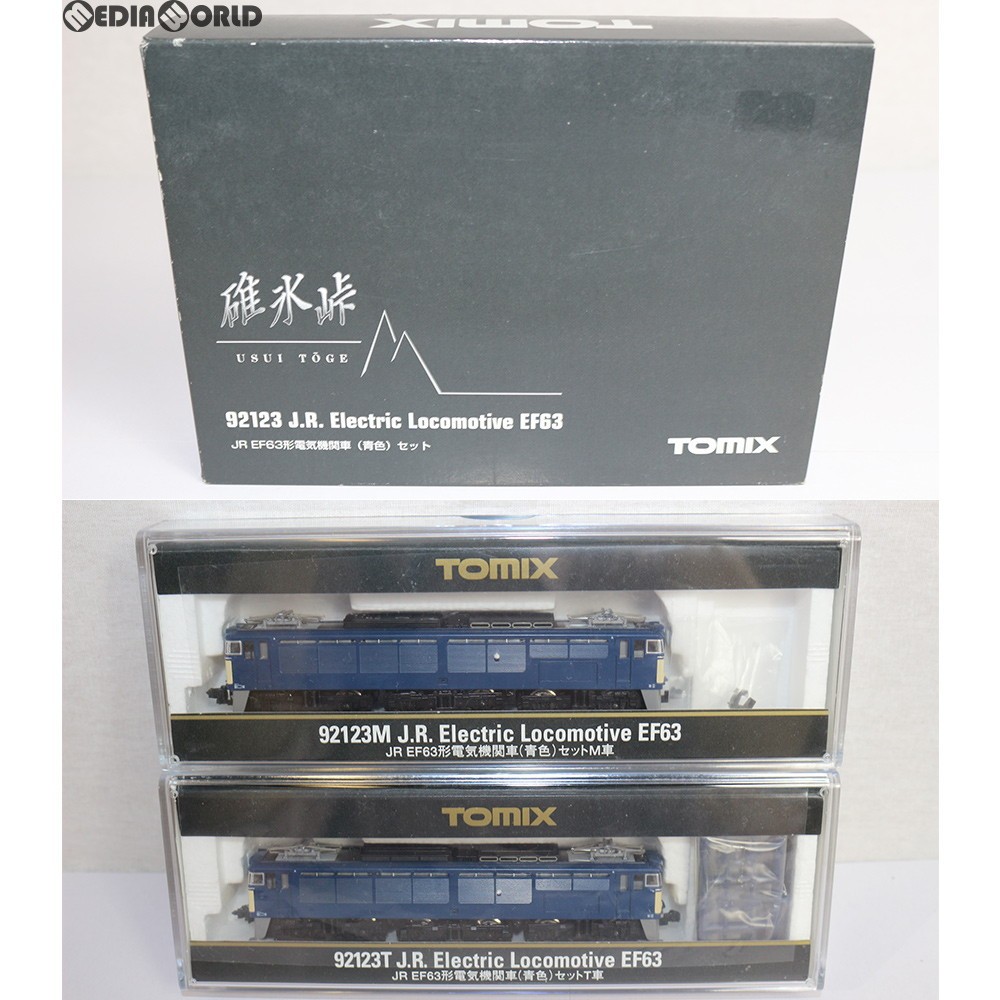 MEDIAWORLD
TOMIX
碓氷峠
USUI TŌGE
92123 J.R. Electric Locomotive EF63
JR EF63形電気機関車（青色）セット
TOMIX
TOMIX
92123M J.R. Electric Locomotive EF63
JR EF63形電気機関車（青色）セットM車
TOMIX
92123T J.R. Electric Locomotive EF63
JR EF63形電気機関車（青色）セットT車